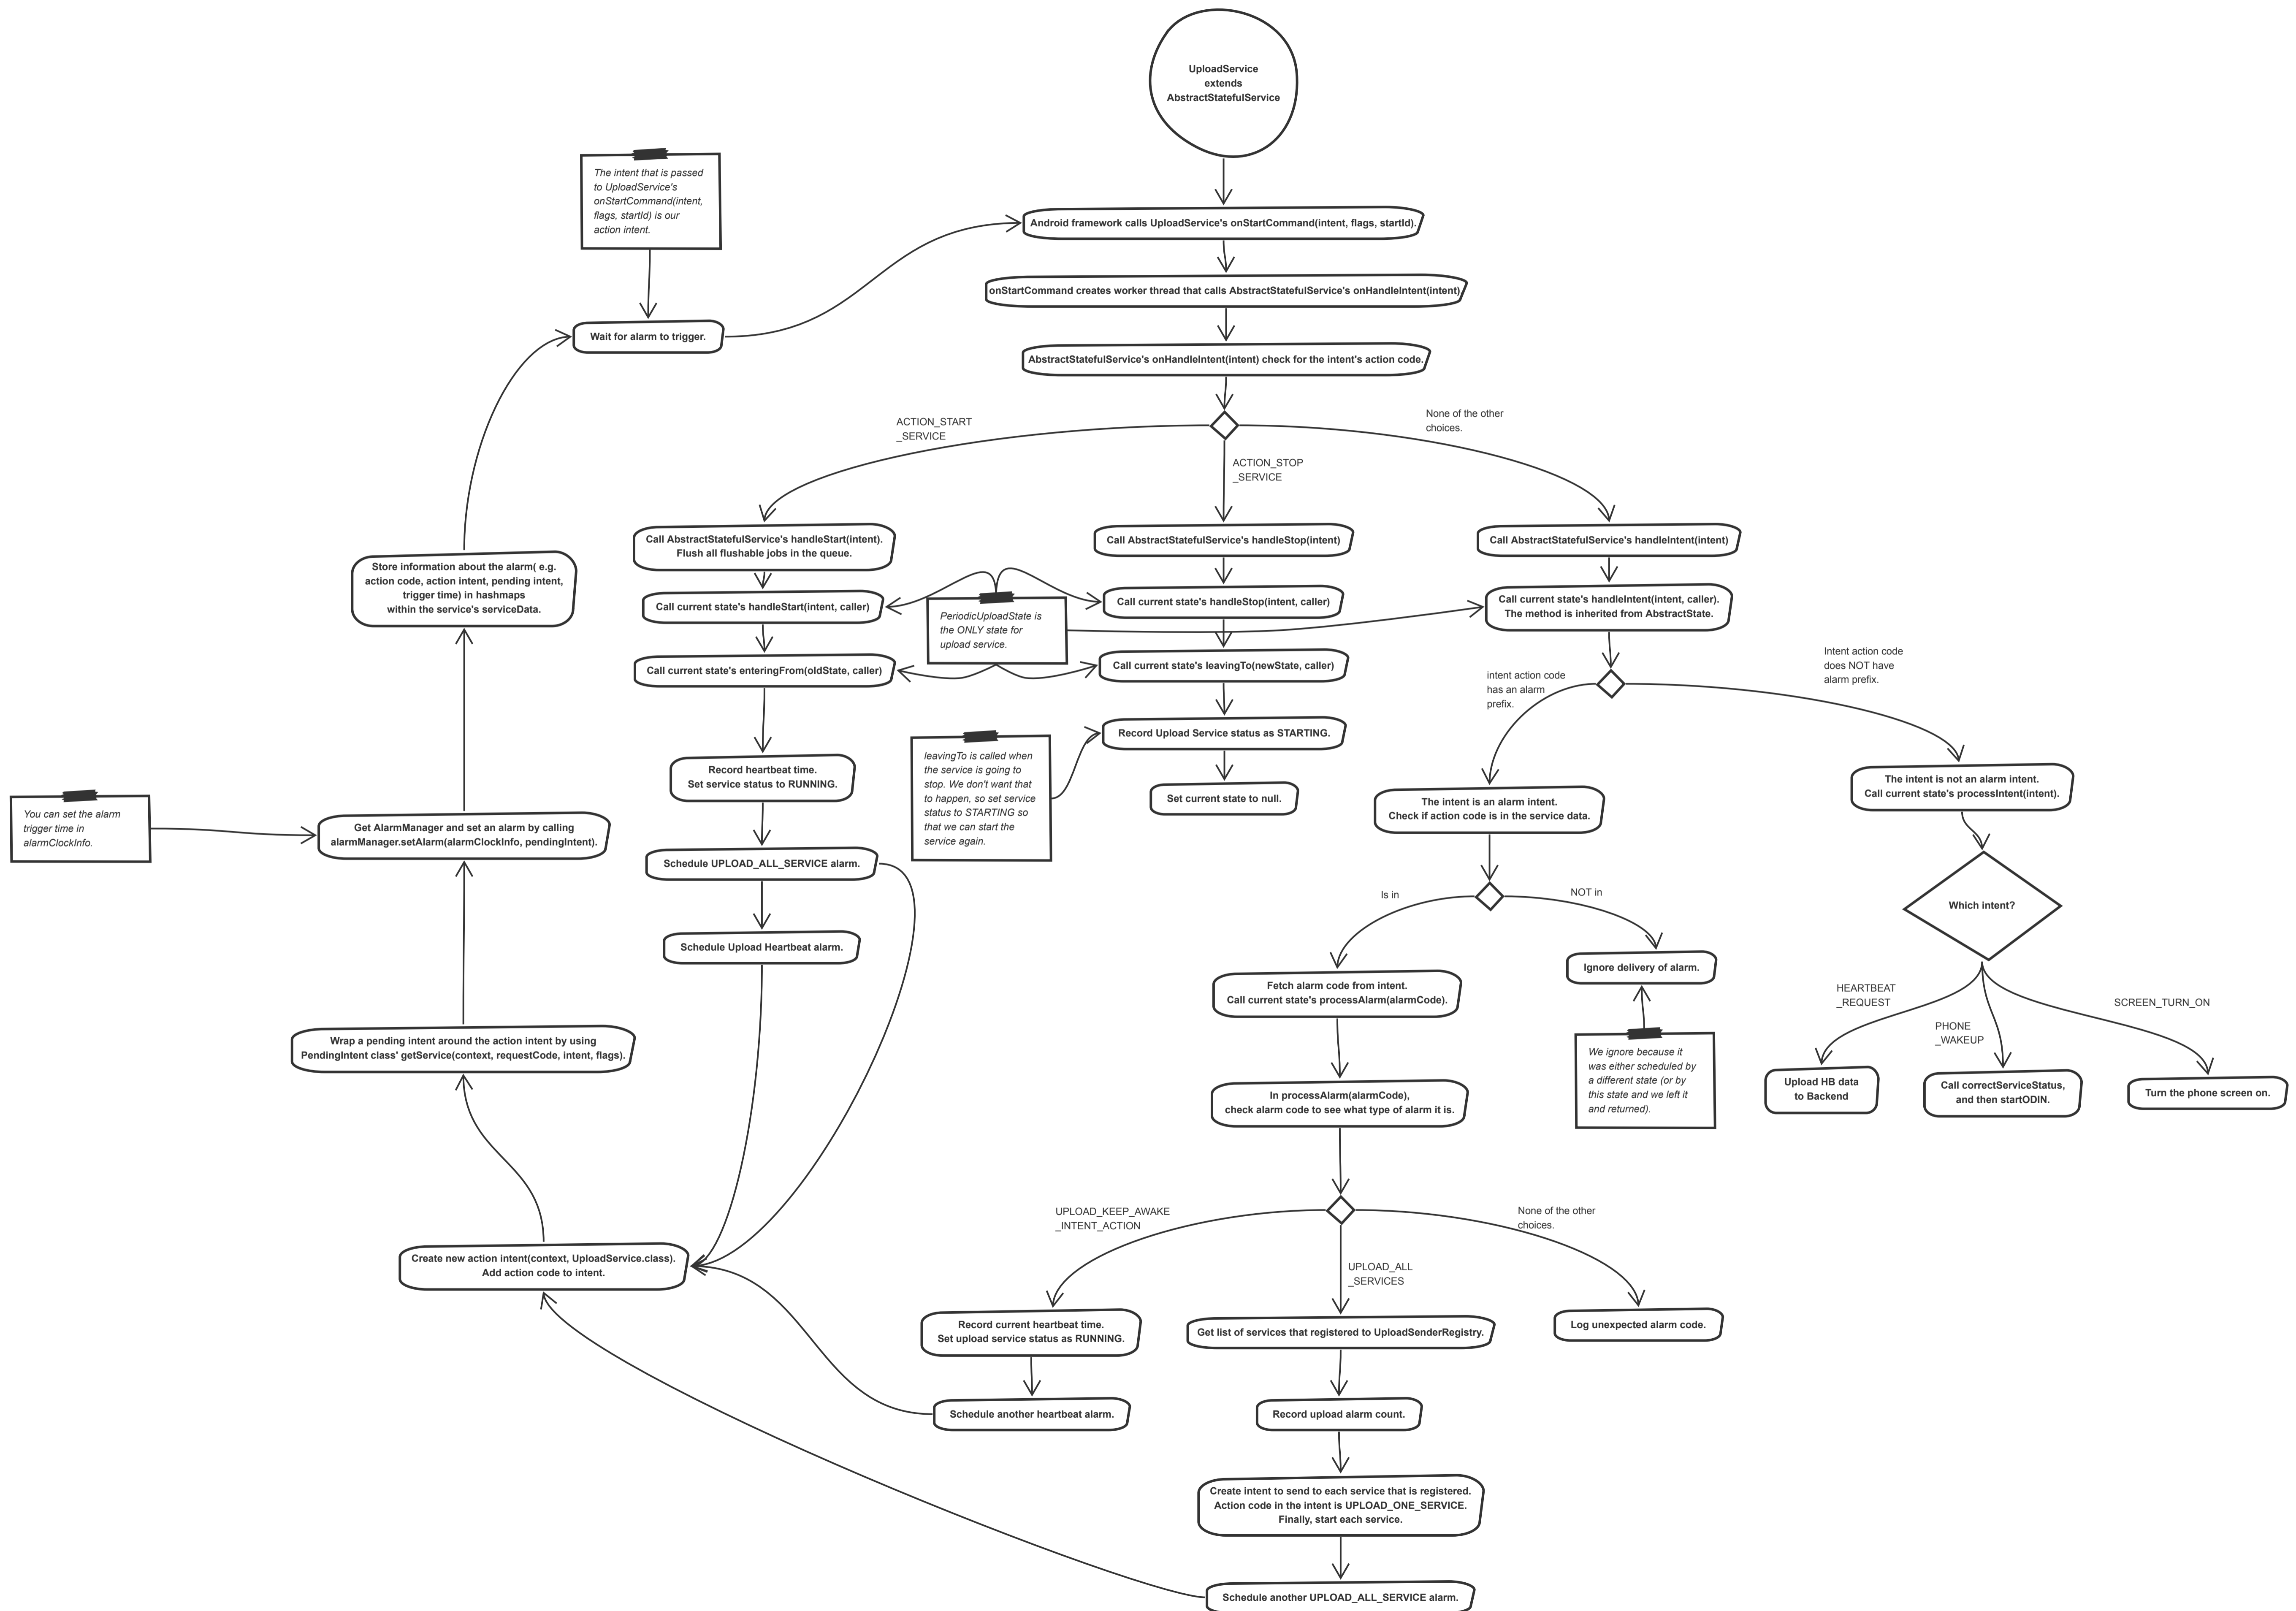 UploadService
extends
AbstractStatefulService
The intent that is passed
to UploadService's
onStartCommand(intent,
flags, startId) is our
action intent.
Android framework calls UploadService's onStartCommand(intent, flags, startId).
onStartCommand creates worker thread that calls AbstractStatefulService's onHandleIntent(intent)
Wait for alarm to trigger.
AbstractStatefulService's onHandleIntent(intent) check for the intent's action code.
ACTION_START
_SERVICE
None of the other
choices.
ACTION_STOP
_SERVICE
Call AbstractStatefulService's handleStart(intent).
Flush all flushable jobs in the queue.
Call AbstractStatefulService's handleStop(intent)
Call AbstractStatefulService's handleIntent(intent)
Store information about the alarm( e.g.
action code, action intent, pending intent,
trigger time) in hashmaps
within the service's serviceData.
Call current state's handleStart(intent, caller)
PeriodicUploadState is
the ONLY state for
upload service.
Call current state's handleStop(intent, caller)
Call current state's handleIntent(intent, caller).
The method is inherited from AbstractState.
Call current state's enteringFrom(oldState, caller)
Call current state's leavingTo(newState, caller)
intent action code
has an alarm
prefix.
Intent action code
does NOT have
alarm prefix.
Record Upload Service status as STARTING.
leavingTo is called when
the service is going to
stop. We don't want that
to happen, so set service
status to STARTING so
that we can start the
service again.
Record heartbeat time.
Set service status to RUNNING.
Set current state to null.
The intent is an alarm intent.
Check if action code is in the service data.
The intent is not an alarm intent.
Call current state's processIntent(intent).
You can set the alarm
trigger time in
alarmClockInfo.
Get AlarmManager and set an alarm by calling
alarmManager.setAlarm(alarmClockInfo, pendingIntent).
Schedule UPLOAD_ALL_SERVICE alarm.
Is in
NOT in
Which intent?
Schedule Upload Heartbeat alarm.
Fetch alarm code from intent.
Call current state's processAlarm(alarmCode).
Ignore delivery of alarm.
HEARTBEAT
_REQUEST
PHONE
_WAKEUP
SCREEN_TURN_ON
Wrap a pending intent around the action intent by using
PendingIntent class' getService(context, requestCode, intent, flags).
We ignore because it
was either scheduled by
a different state (or by
this state and we left it
and returned).
Upload HB data
to Backend
Call correctServiceStatus,
and then startODIN.
Turn the phone screen on.
In processAlarm(alarmCode),
check alarm code to see what type of alarm it is.
UPLOAD_KEEP_AWAKE
_INTENT_ACTION
None of the other
choices.
UPLOAD_ALL
_SERVICES
Create new action intent(context, UploadService.class).
Add action code to intent.
Record current heartbeat time.
Set upload service status as RUNNING.
Get list of services that registered to UploadSenderRegistry.
Log unexpected alarm code.
Schedule another heartbeat alarm.
Record upload alarm count.
Create intent to send to each service that is registered.
Action code in the intent is UPLOAD_ONE_SERVICE.
Finally, start each service.
Schedule another UPLOAD_ALL_SERVICE alarm.